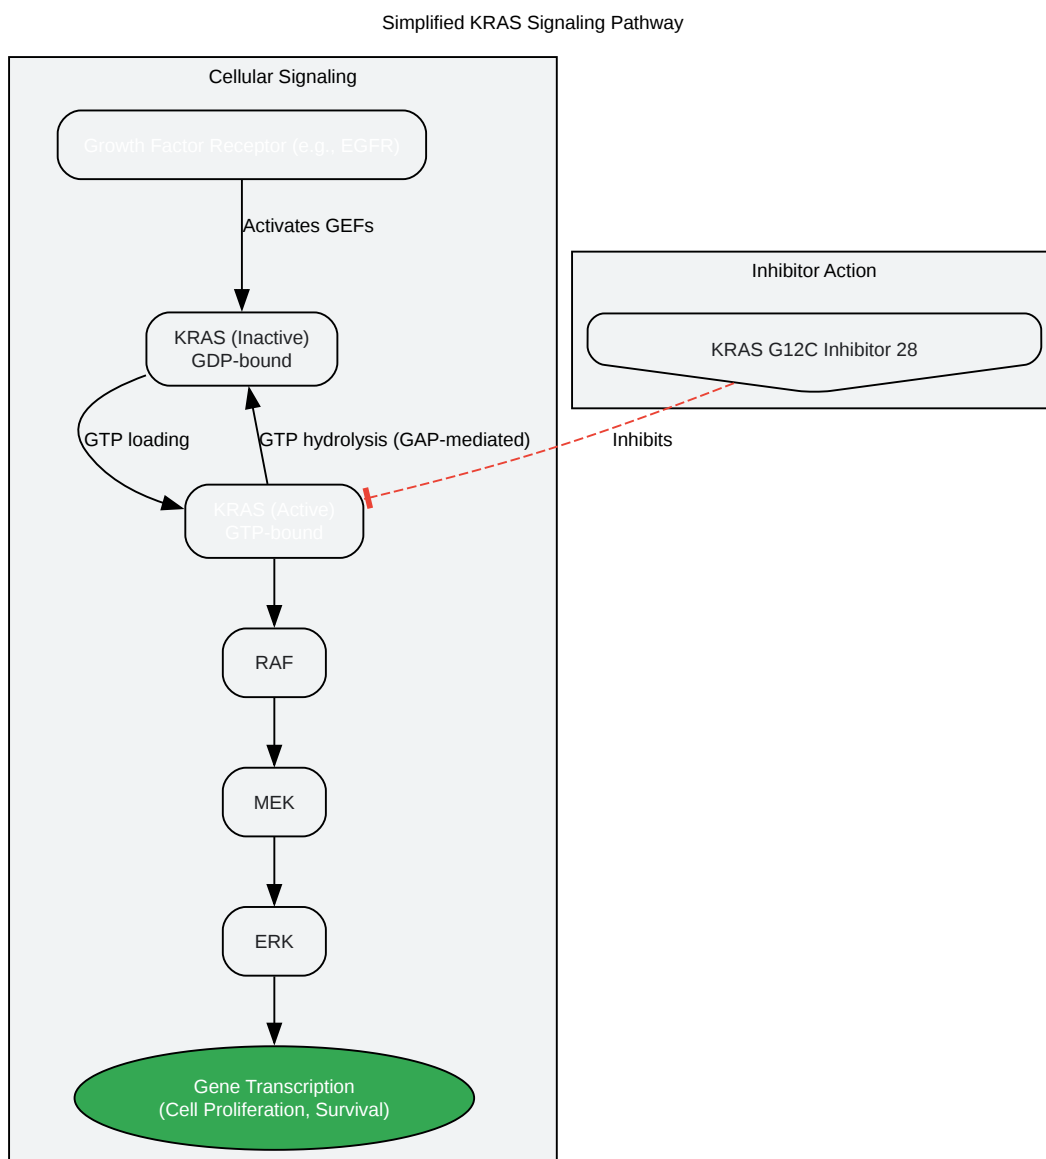 Simplified KRAS Signaling Pathway
Cellular Signaling
Growth Factor Receptor (e.g., EGFR)
Activates GEFs
Inhibitor Action
KRAS G12C Inhibitor 28
KRAS (Inactive)
GDP-bound
GTP loading
GTP hydrolysis (GAP-mediated)
Inhibits
KRAS (Active)
GTP-bound
RAF
MEK
ERK
Gene Transcription
(Cell Proliferation, Survival)